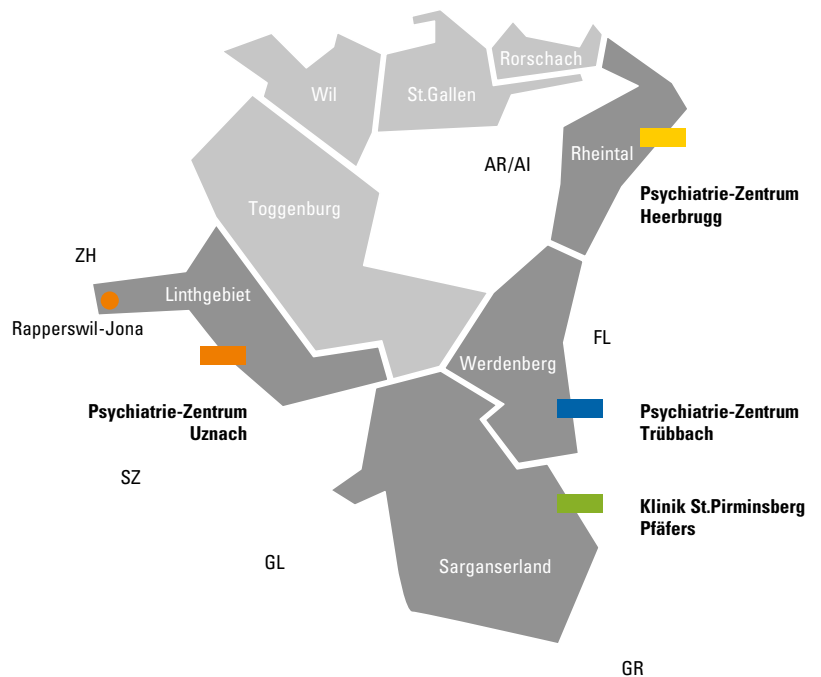 Rorschach
Wil
St.Gallen
Rheintal
AR/AI
Psychiatrie-Zentrum
Heerbrugg
Toggenburg
ZH
Linthgebiet
Rapperswil-Jona
FL
Werdenberg
Psychiatrie-Zentrum
Uznach
Psychiatrie-Zentrum
Trübbach
SZ
Klinik St.Pirminsberg
Pfäfers
GL
Sarganserland
GR